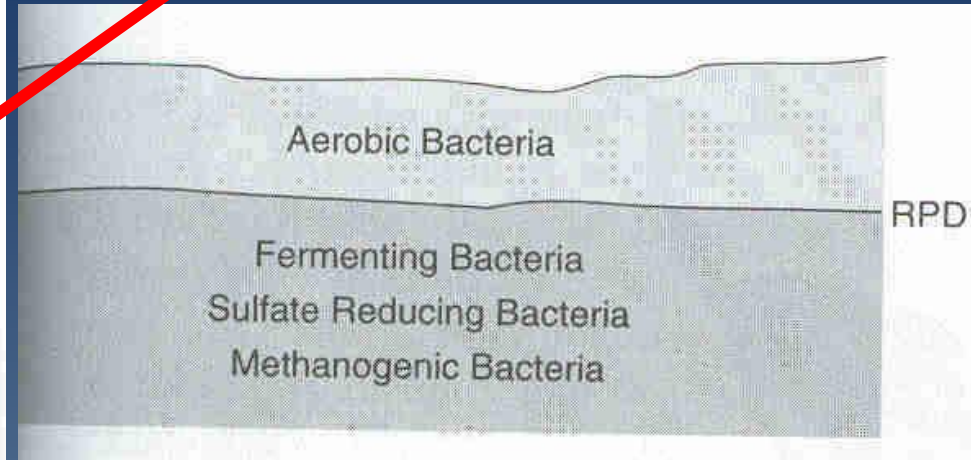 Aerobic Bacteria
RPD
Fermenting Bacteria
Sulfate Reducing Bacteria
Methanogenic Bacteria